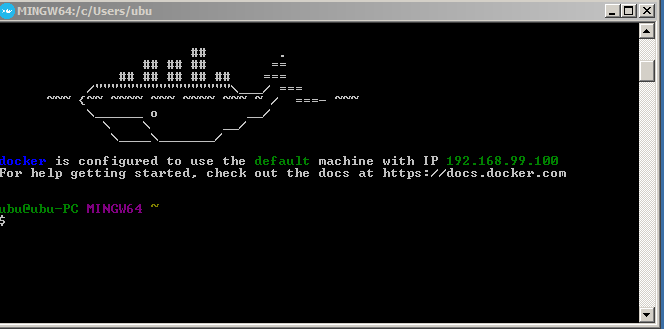 MINGW64:/c/Users/ubu
                        ##         .
                  ## ## ##        ==
               ## ## ## ## ##    ===
           /"""""""""""""""""\___/ ===
      ~~~ {~~ ~~~~ ~~~ ~~~~ ~~~ ~ /  ===- ~~~
           \______ o           __/
             \    \         __/
              \____\_______/
docker is configured to use the default machine with IP 192.168.99.100
For help getting started, check out the docs at https://docs.docker.com
ubu@ubu-PC MINGW64 ~
$